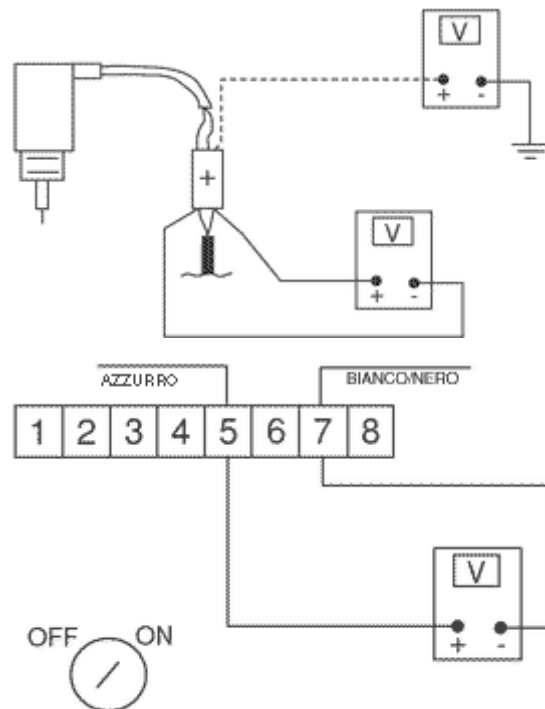 V
+ -
+
V
+ -
AZZURRO BIANCO/NERO
1 2 3 4 5 6 7 8
V
+ -
OFF ON